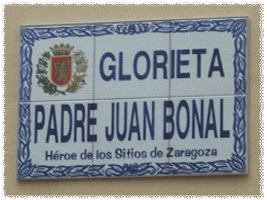 GLORIETA
PADRE JUAN BONAL
Héroe de los Sitios de Zaragoza